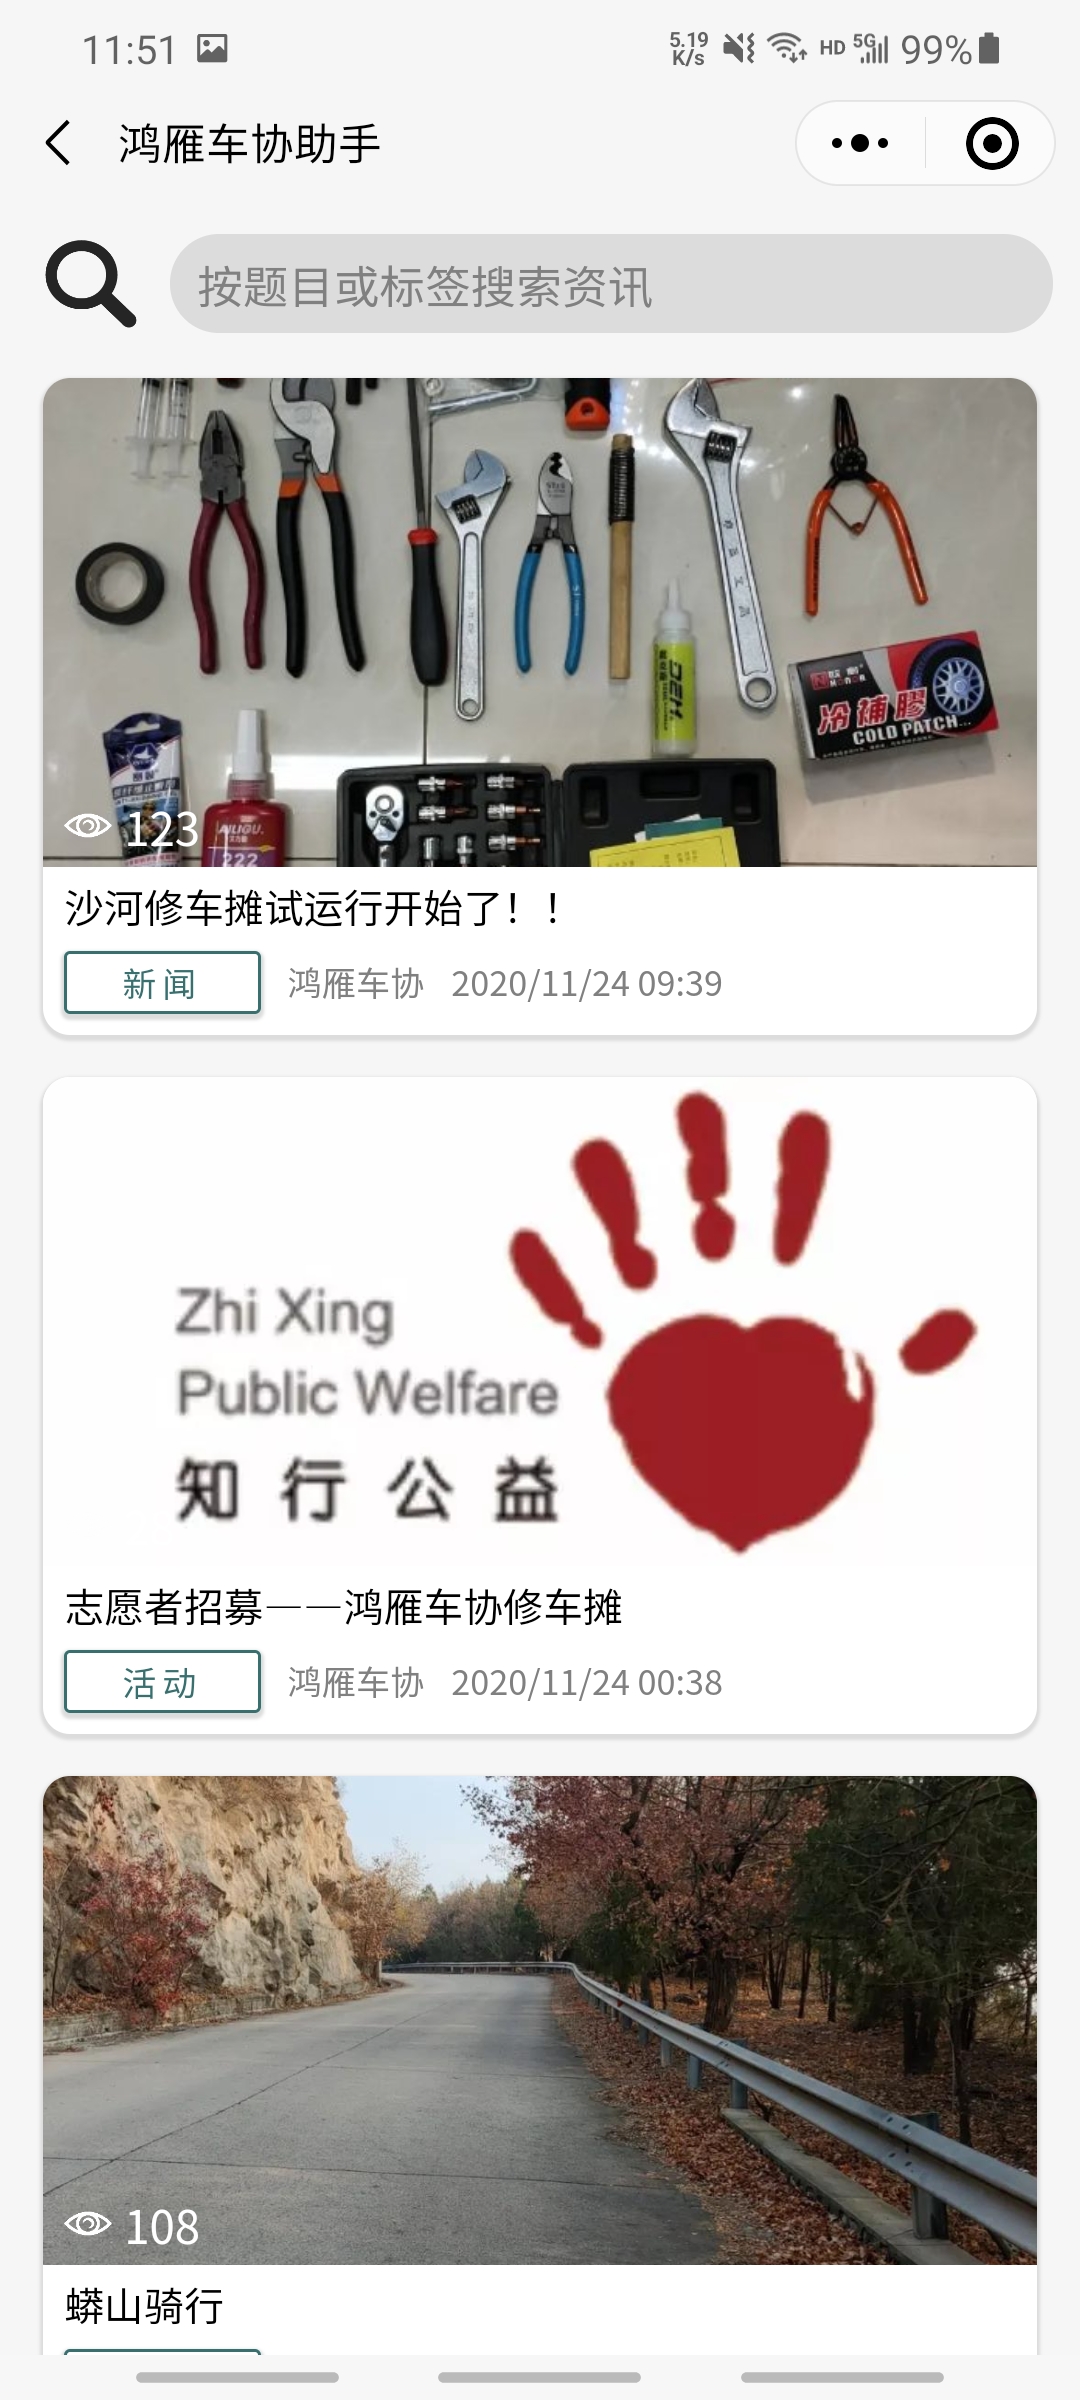 11:51
5.19
K/s
HD
5G
99%
鸿雁车协助手
按题目或标签搜索资讯
冷補膠
COLD PATCH...
AILIGU.
222
123
沙河修车摊试运行开始了！！
新闻 鸿雁车协 2020/11/24 09:39
Zhi Xing
Public Welfare
知行公益
志愿者招募——鸿雁车协修车摊
活动 鸿雁车协 2020/11/24 00:38
108
蟒山骑行